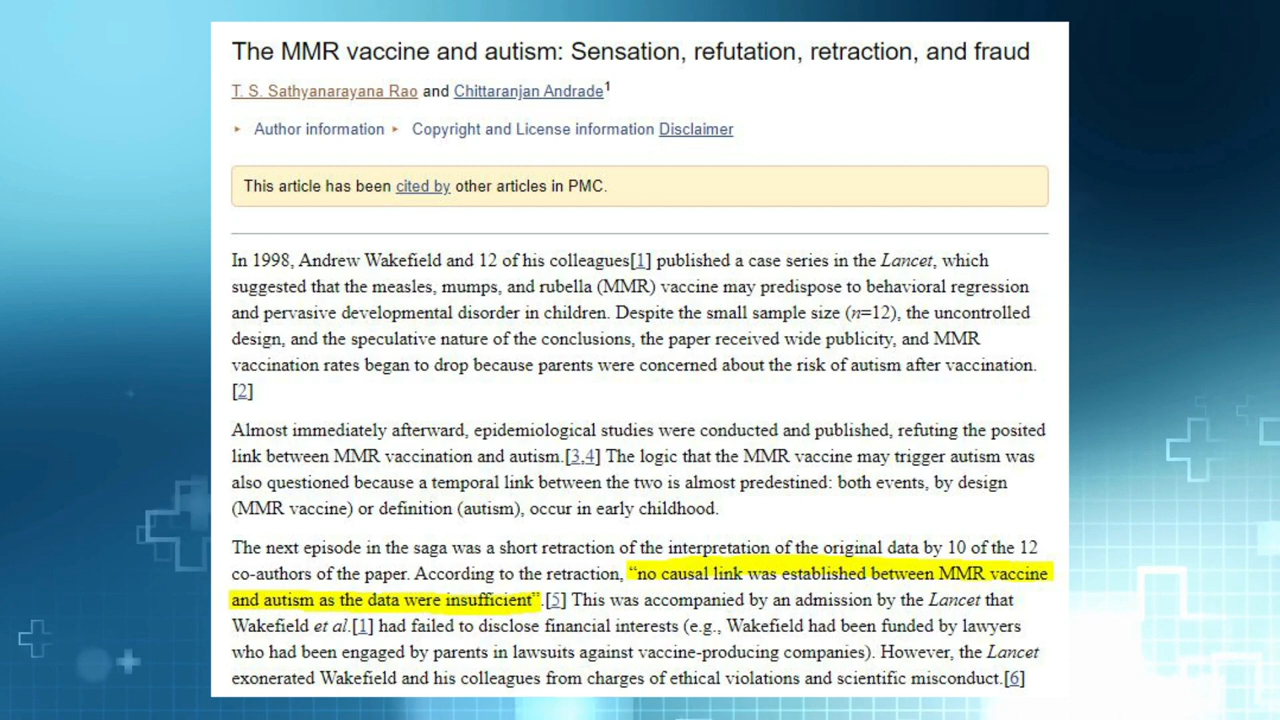 The MMR vaccine and autism: Sensation, refutation, retraction, and fraud
T. S. Sathyanarayana Rao and Chittaranjan Andrade1
▸ Author information ▸ Copyright and License information Disclaimer
This article has been cited by other articles in PMC.
In 1998, Andrew Wakefield and 12 of his colleagues[1] published a case series in the Lancet, which
suggested that the measles, mumps, and rubella (MMR) vaccine may predispose to behavioral regression
and pervasive developmental disorder in children. Despite the small sample size (n=12), the uncontrolled
design, and the speculative nature of the conclusions, the paper received wide publicity, and MMR
vaccination rates began to drop because parents were concerned about the risk of autism after vaccination.
[2]
Almost immediately afterward, epidemiological studies were conducted and published, refuting the posited
link between MMR vaccination and autism.[3,4] The logic that the MMR vaccine may trigger autism was
also questioned because a temporal link between the two is almost predestined: both events, by design
(MMR vaccine) or definition (autism), occur in early childhood.
The next episode in the saga was a short retraction of the interpretation of the original data by 10 of the 12
co-authors of the paper. According to the retraction, “no causal link was established between MMR vaccine
and autism as the data were insufficient”.[5] This was accompanied by an admission by the Lancet that
Wakefield et al.[1] had failed to disclose financial interests (e.g., Wakefield had been funded by lawyers
who had been engaged by parents in lawsuits against vaccine-producing companies). However, the Lancet
exonerated Wakefield and his colleagues from charges of ethical violations and scientific misconduct.[6]